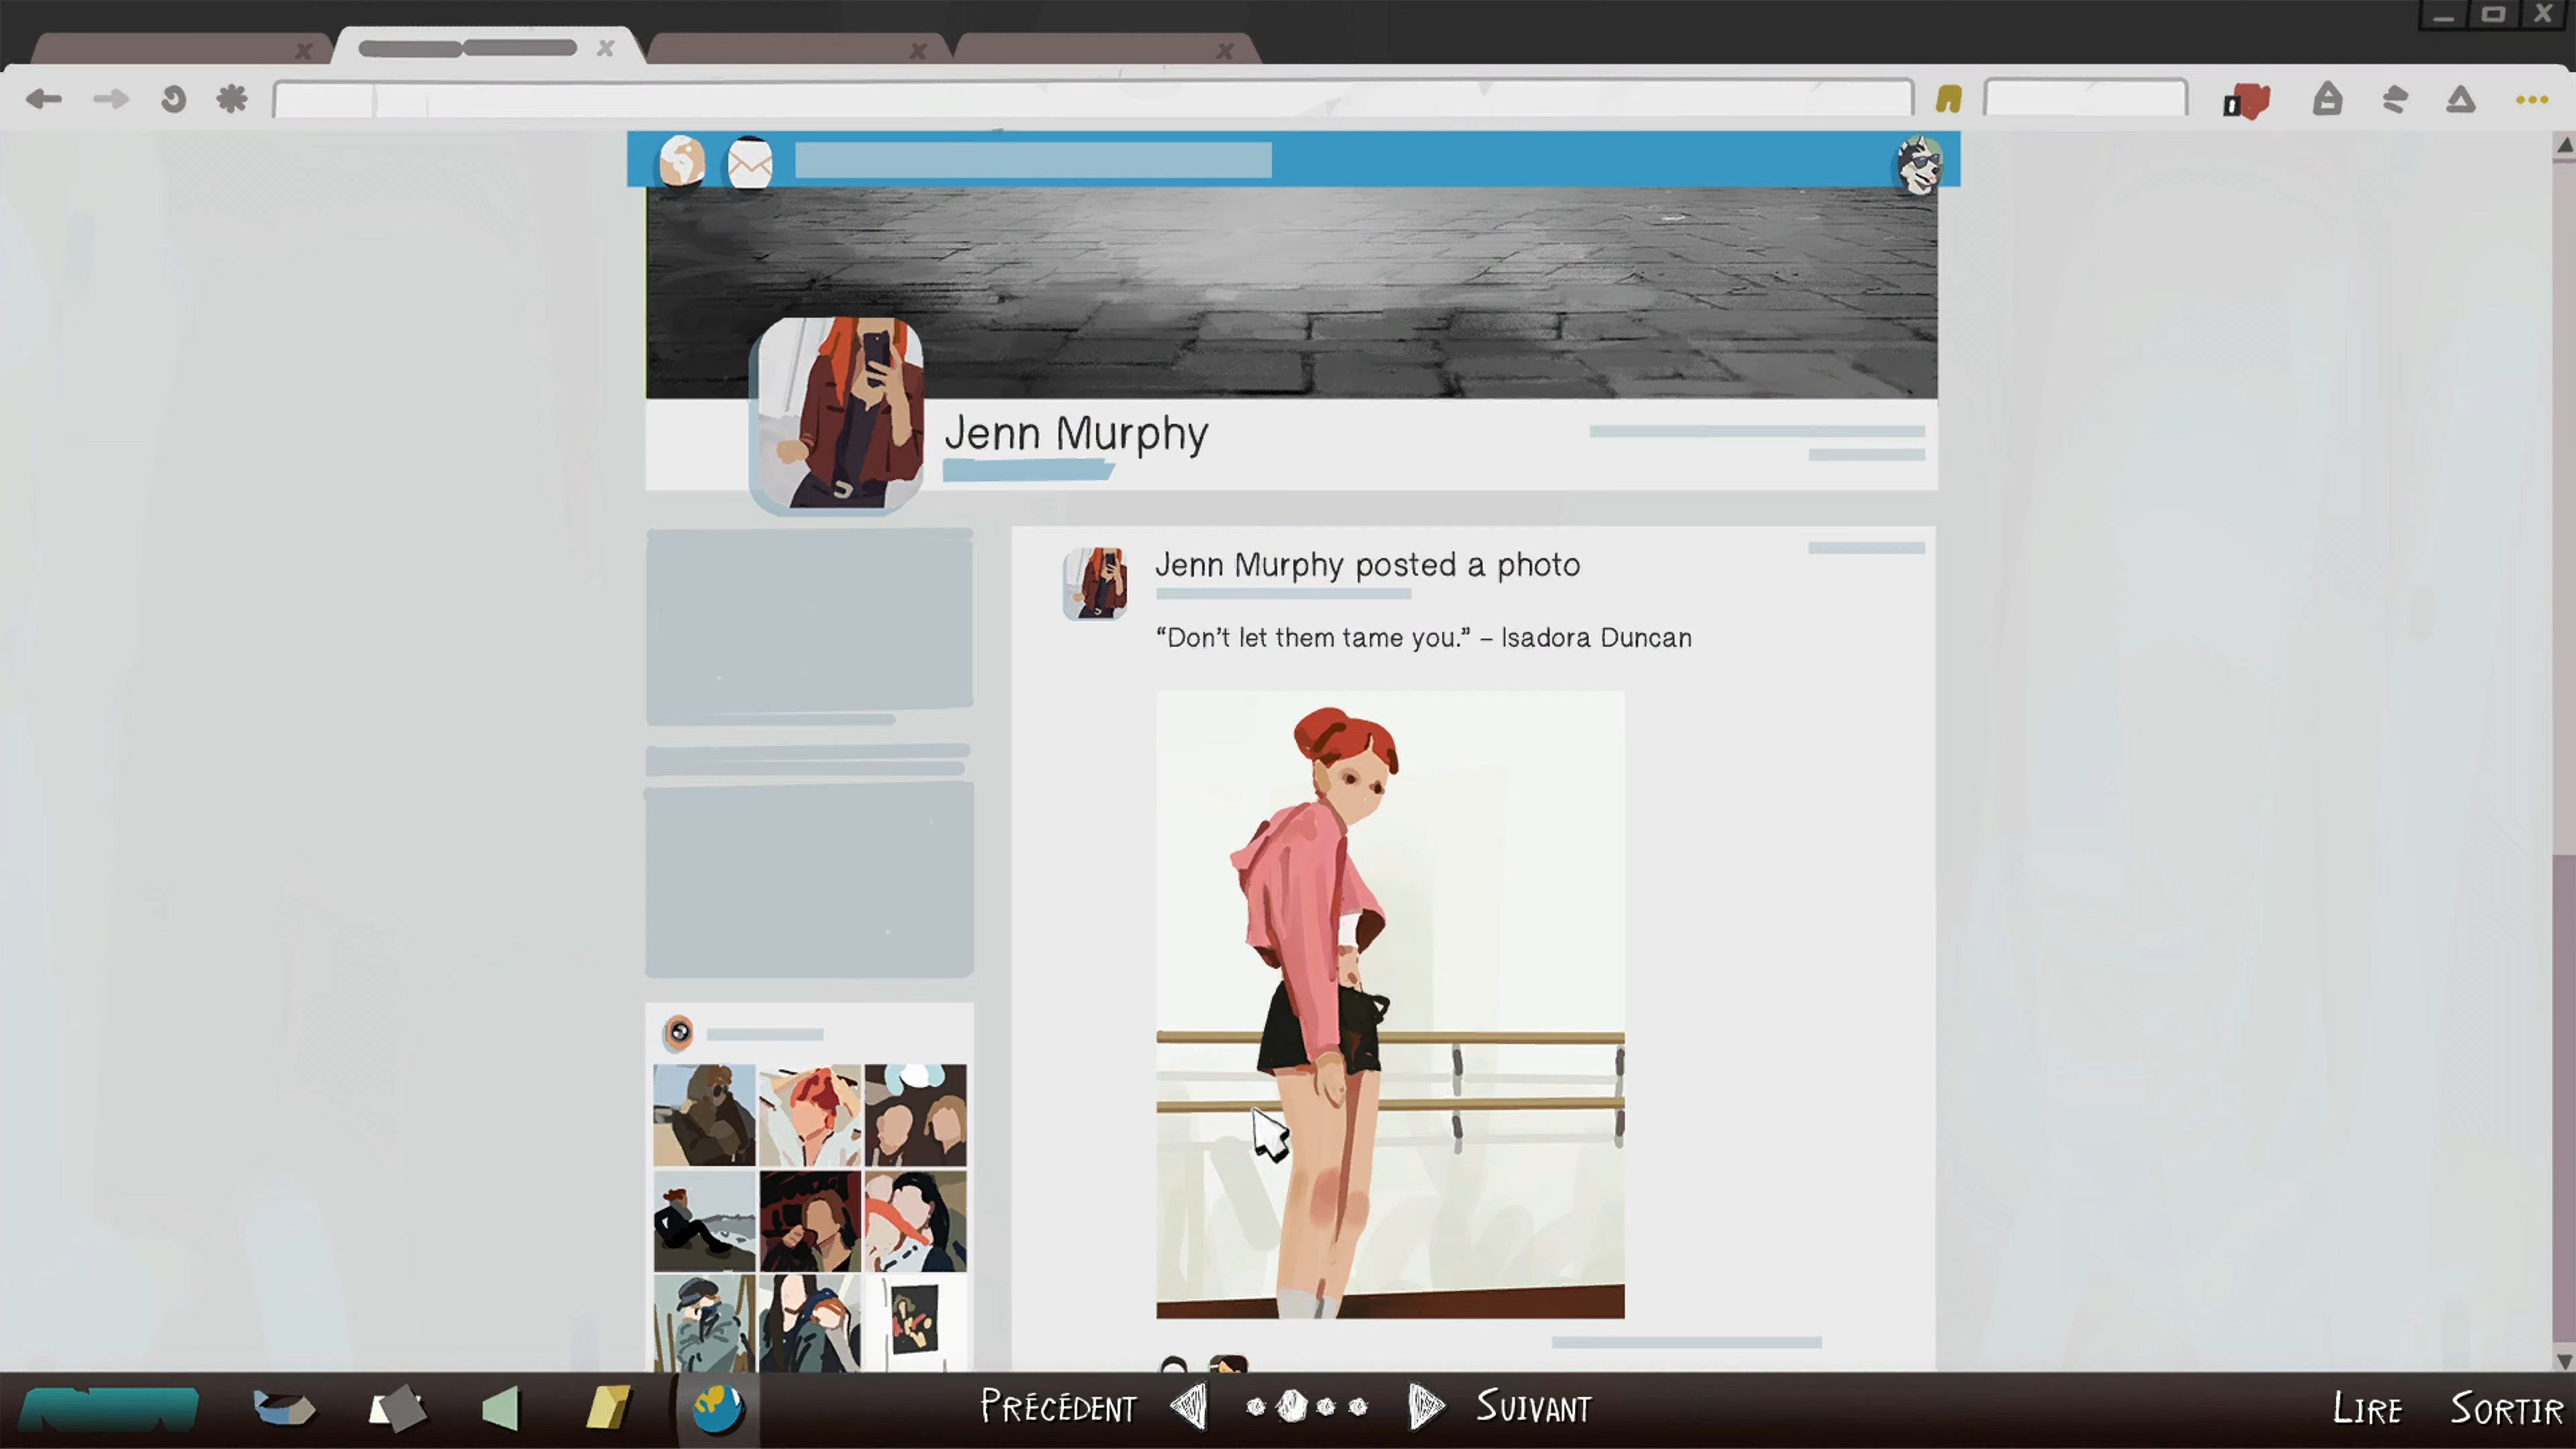 Jenn Murphy
Jenn Murphy posted a photo
“Don’t let them tame you.” – Isadora Duncan
PRÉCÉDENT
SUIVANT
LIRE
SORTIR